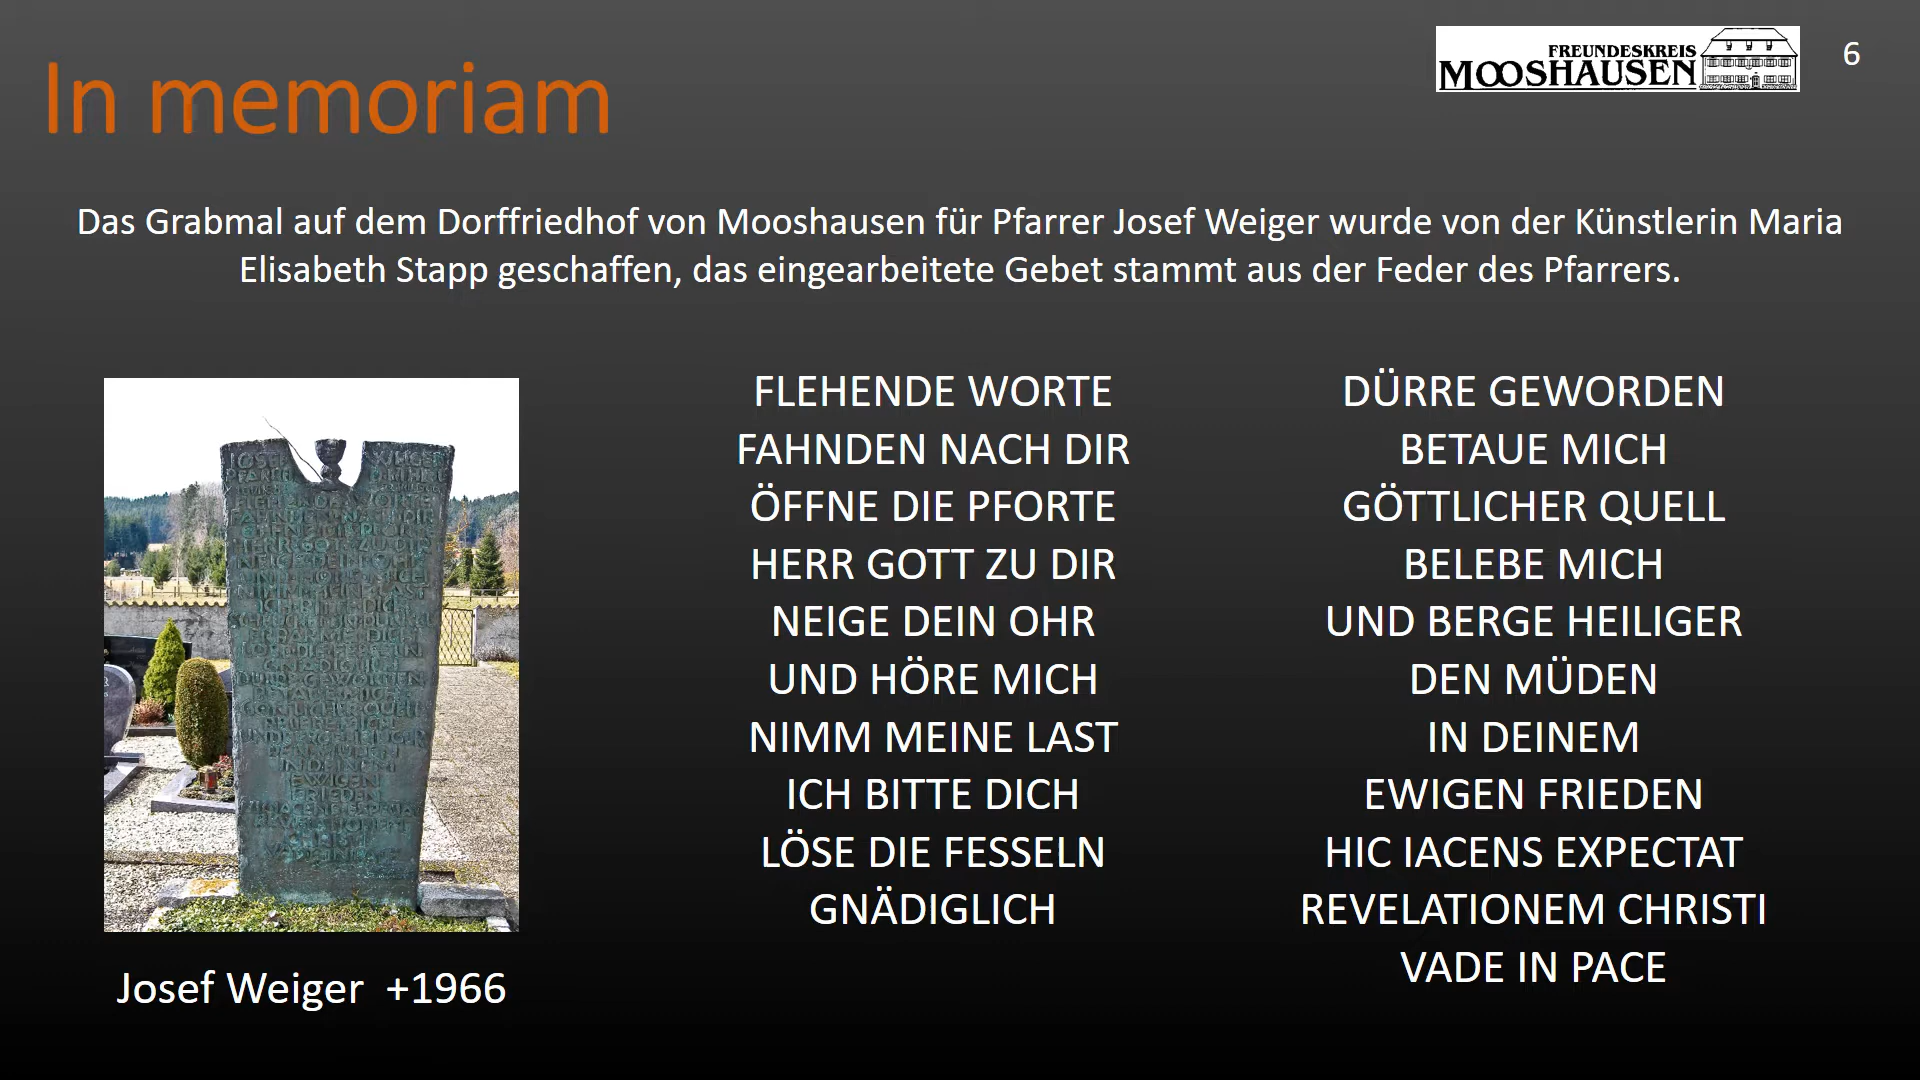 In memoriam
FREUNDESKREIS
MOOSHAUSEN
6
Das Grabmal auf dem Dorffriedhof von Mooshausen für Pfarrer Josef Weiger wurde von der Künstlerin Maria
Elisabeth Stapp geschaffen, das eingearbeitete Gebet stammt aus der Feder des Pfarrers.
FLEHENDE WORTE
FAHNDEN NACH DIR
ÖFFNE DIE PFORTE
HERR GOTT ZU DIR
NEIGE DEIN OHR
UND HÖRE MICH
NIMM MEINE LAST
ICH BITTE DICH
LÖSE DIE FESSELN
GNÄDIGLICH
DÜRRE GEWORDEN
BETAUE MICH
GÖTTLICHER QUELL
BELEBE MICH
UND BERGE HEILIGER
DEN MÜDEN
IN DEINEM
EWIGEN FRIEDEN
HIC IACENS EXPECTAT
REVELATIONEM CHRISTI
VADE IN PACE
Josef Weiger +1966